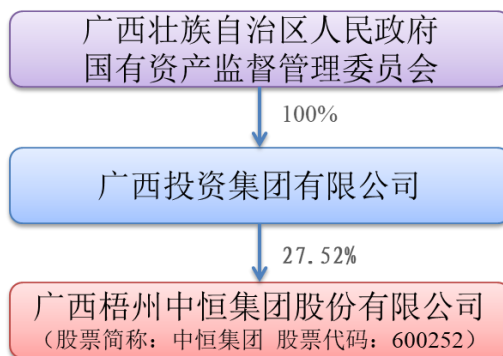 广西壮族自治区人民政府
国有资产监督管理委员会
100%
广西投资集团有限公司
27.52%
广西梧州中恒集团股份有限公司
（股票简称：中恒集团 股票代码：600252）